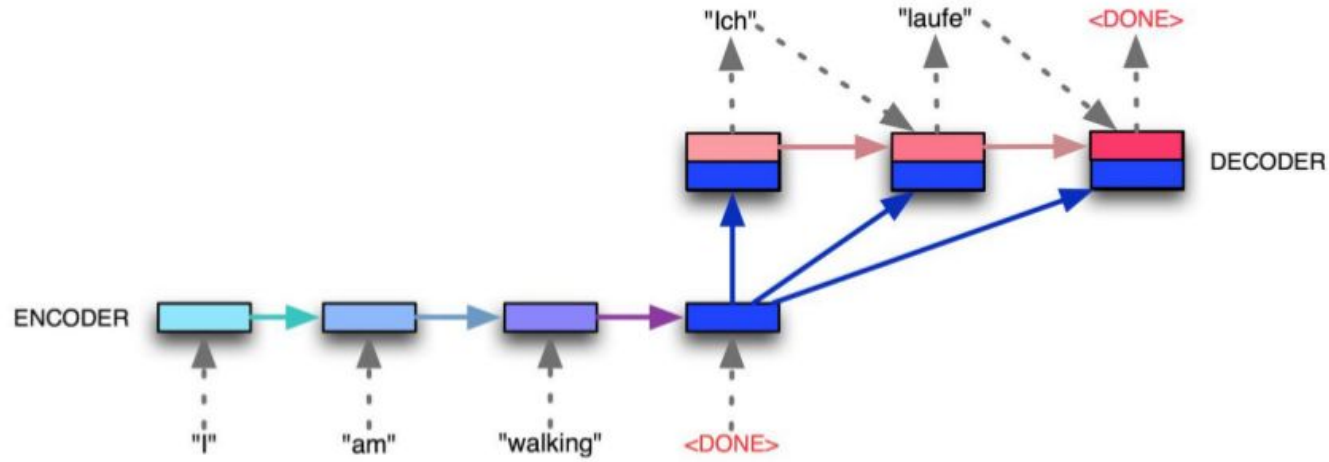 "Ich" "laufe" <DONE>
DECODER
ENCODER
"I" "am" "walking" <DONE>